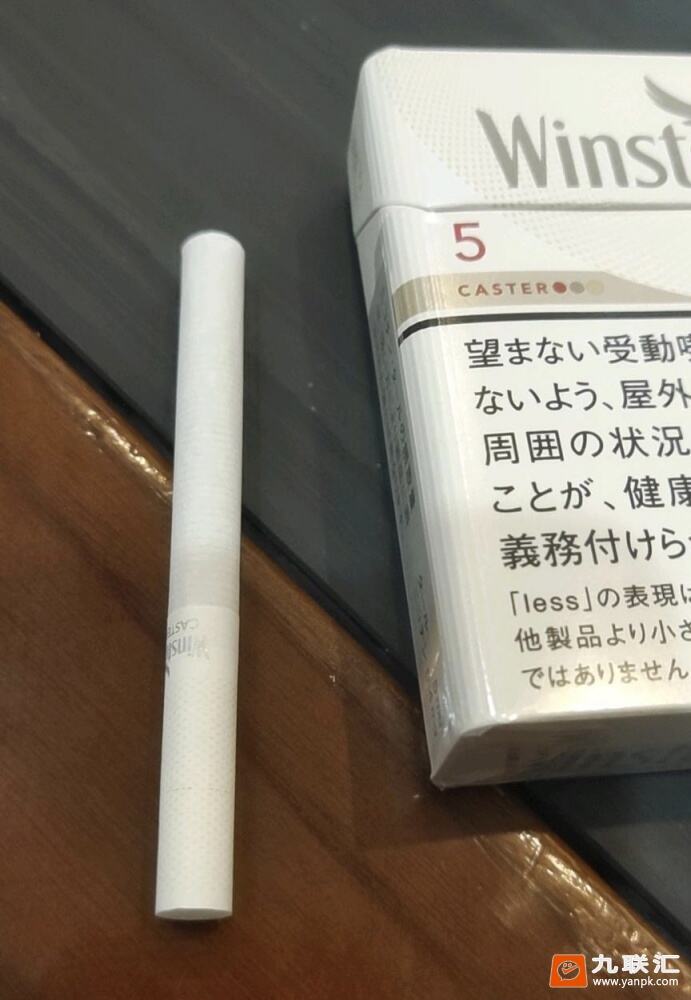 Winst
5
CASTER
望まない受動喫
ないよう、屋外
周囲の状況
ことが、健康
義務付けら
「less」の表現は
他製品より小さ
ではありません
CASTE
Winst
九联汇
www.yanpk.com